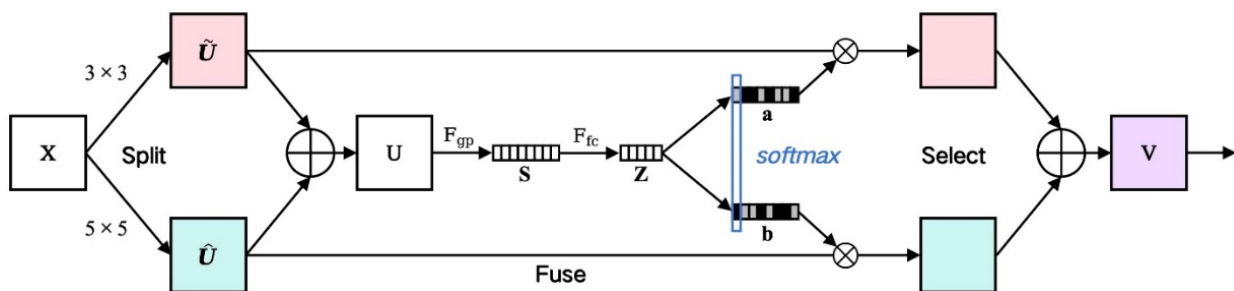 Ũ
3 × 3
X
Split
U
F_gp
S
F_fc
Z
a
softmax
b
Select
V
5 × 5
Û
Fuse